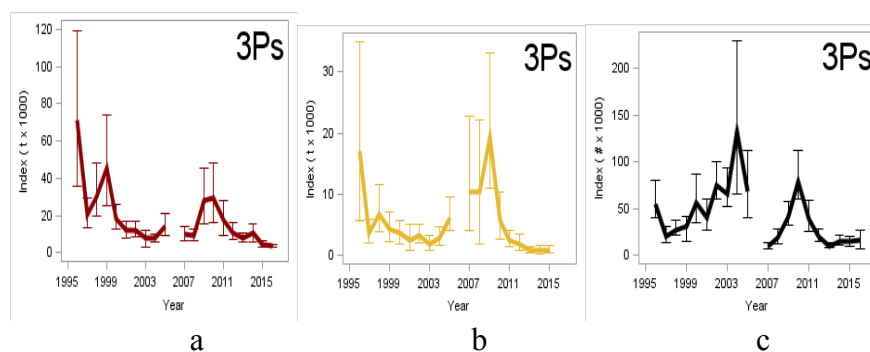 3Ps
Index ( t x 1000 )
120
100
80
60
40
20
0
1995 1999 2003 2007 2011 2015
Year
a
3Ps
Index ( t x 1000 )
30
20
10
0
1995 1999 2003 2007 2011 2015
Year
b
3Ps
Index ( # x 1000 )
200
150
100
50
0
1995 1999 2003 2007 2011 2015
Year
c